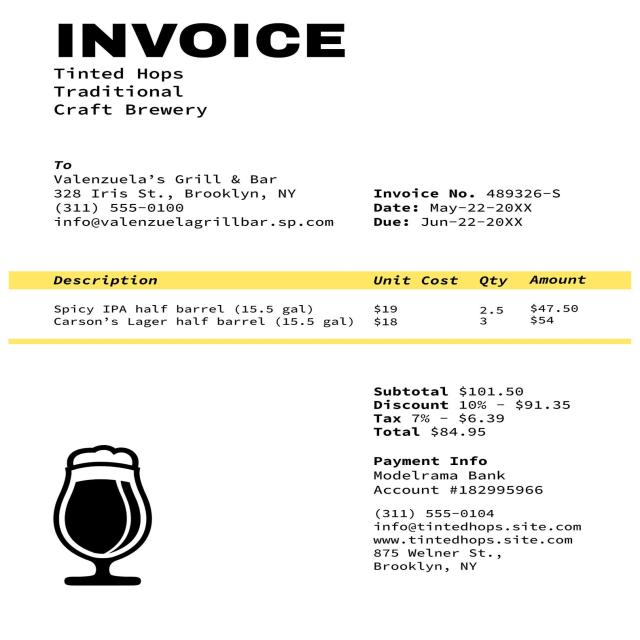 INVOICE
Tinted Hops
Traditional
Craft Brewery
To
Valenzuela’s Grill & Bar
328 Iris St., Brooklyn, NY
(311) 555-0100
info@valenzuelagrillbar.sp.com
Invoice No. 489326-S
Date: May-22-20XX
Due: Jun-22-20XX
Description Unit Cost Qty Amount
Spicy IPA half barrel (15.5 gal) $19 2.5 $47.50
Carson’s Lager half barrel (15.5 gal) $18 3 $54
Subtotal $101.50
Discount 10% - $91.35
Tax 7% - $6.39
Total $84.95
Payment Info
Modelrama Bank
Account #182995966
(311) 555-0104
info@tintedhops.site.com
www.tintedhops.site.com
875 Welner St.,
Brooklyn, NY